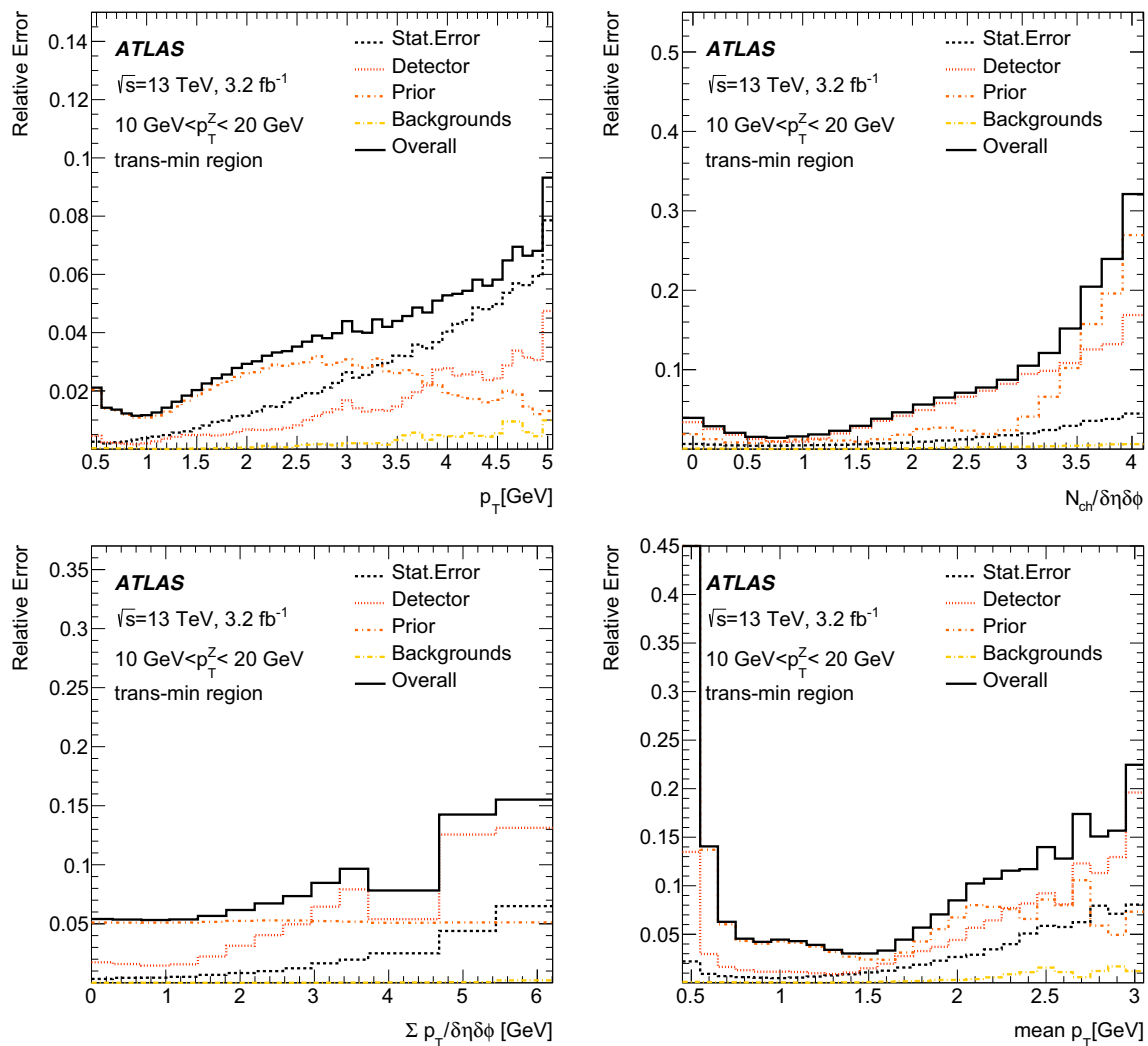 Relative Error
0.14
0.12
0.1
0.08
0.06
0.04
0.02
ATLAS
√s=13 TeV, 3.2 fb-1
10 GeV<pTZ< 20 GeV
trans-min region
Stat.Error
Detector
Prior
Backgrounds
Overall
0.5 1 1.5 2 2.5 3 3.5 4 4.5 5
pT[GeV]
Relative Error
0.5
0.4
0.3
0.2
0.1
ATLAS
√s=13 TeV, 3.2 fb-1
10 GeV<pTZ< 20 GeV
trans-min region
Stat.Error
Detector
Prior
Backgrounds
Overall
0 0.5 1 1.5 2 2.5 3 3.5 4
Nch/δηδϕ
Relative Error
0.35
0.3
0.25
0.2
0.15
0.1
0.05
ATLAS
√s=13 TeV, 3.2 fb-1
10 GeV<pTZ< 20 GeV
trans-min region
Stat.Error
Detector
Prior
Backgrounds
Overall
0 1 2 3 4 5 6
Σ pT/δηδϕ [GeV]
Relative Error
0.45
0.4
0.35
0.3
0.25
0.2
0.15
0.1
0.05
ATLAS
√s=13 TeV, 3.2 fb-1
10 GeV<pTZ< 20 GeV
trans-min region
Stat.Error
Detector
Prior
Backgrounds
Overall
0.5 1 1.5 2 2.5 3
mean pT[GeV]